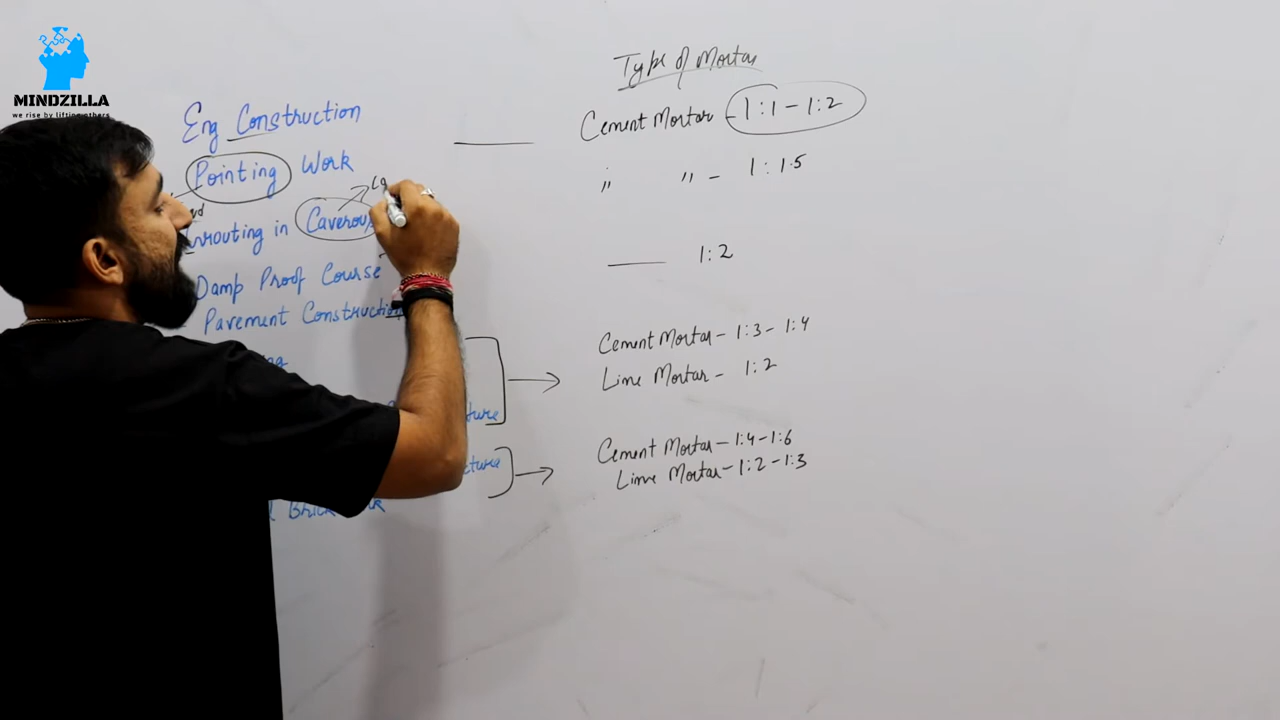 MINDZILLA
we rise by lifting others
Type of Mortar
Eng Construction
Cement Mortar - 1:1 - 1:2
Pointing Work
" " - 1:1.5
in Caverous
1:2
Damp Proof Course
Pavement Construction
Cement Mortar - 1:3 - 1:4
Lime Mortar - 1:2
Cement Mortar - 1:4 - 1:6
Lime Mortar - 1:2 - 1:3